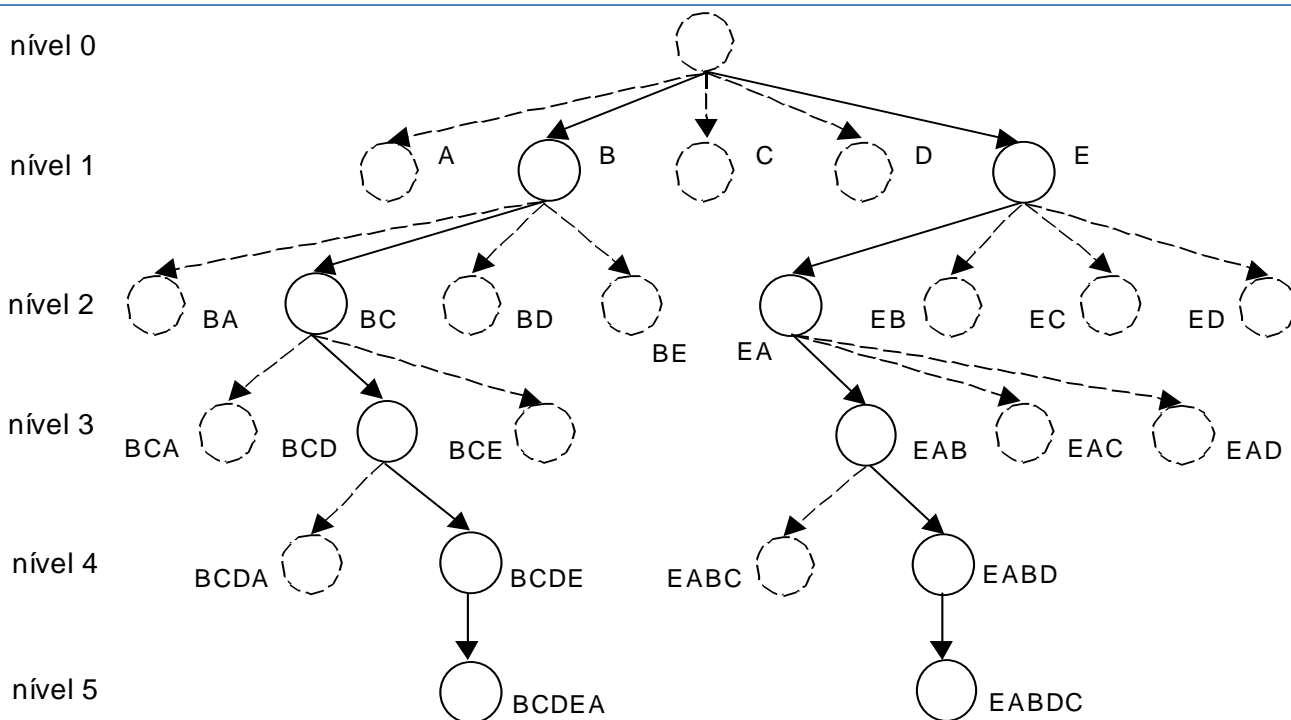 nível 0
nível 1
A
B
C
D
E
nível 2
BA
BC
BD
BE
EA
EB
EC
ED
nível 3
BCA
BCD
BCE
EAB
EAC
EAD
nível 4
BCDA
BCDE
EABC
EABD
nível 5
BCDEA
EABDC